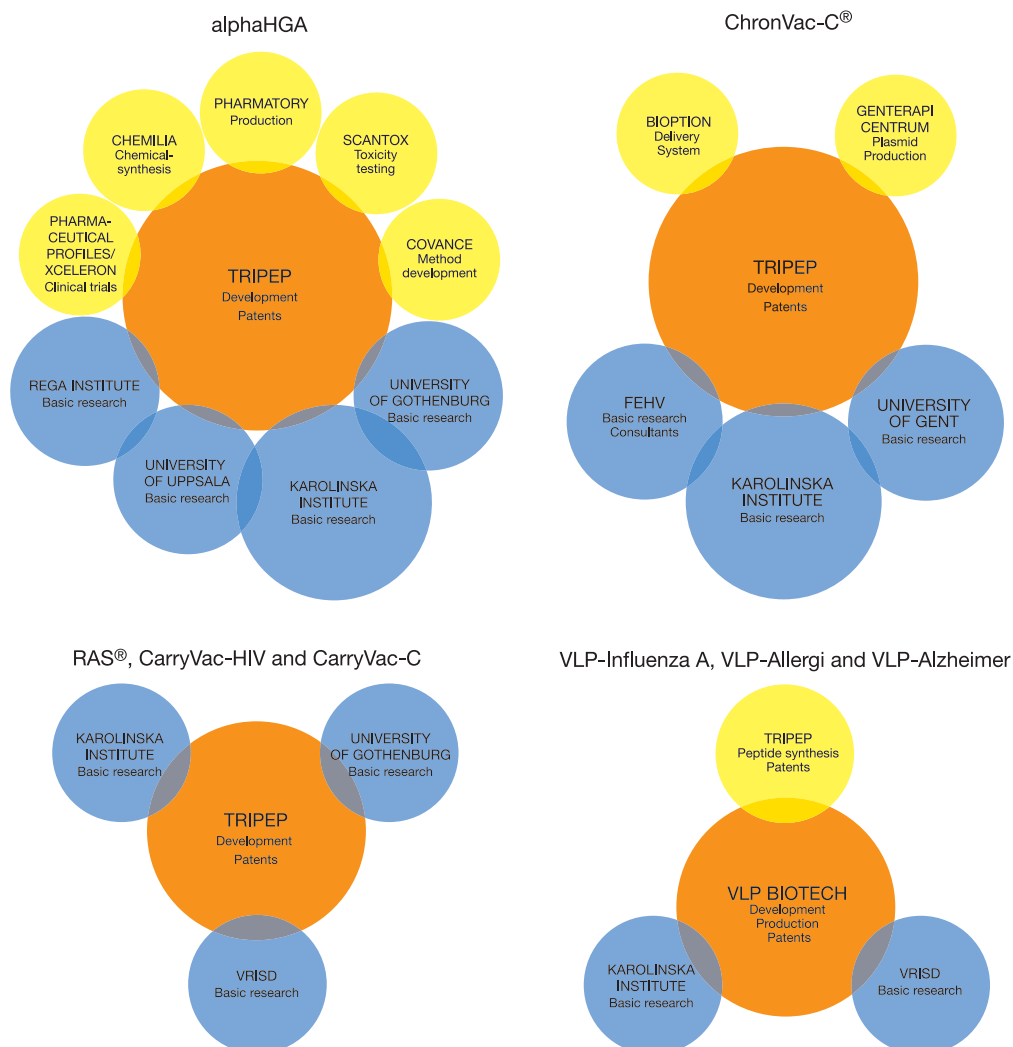 alphaHGA
PHARMATORY
Production
CHEMILIA
Chemical-
synthesis
SCANTOX
Toxicity
testing
PHARMA-
CEUTICAL
PROFILES/
XCELERON
Clinical trials
COVANCE
Method
development
TRIPEP
Development
Patents
REGA INSTITUTE
Basic research
UNIVERSITY
OF GOTHENBURG
Basic research
UNIVERSITY
OF UPPSALA
Basic research
KAROLINSKA
INSTITUTE
Basic research
ChronVac-C®
BIOPTION
Delivery
System
GENTERAPI
CENTRUM
Plasmid
Production
TRIPEP
Development
Patents
FEHV
Basic research
Consultants
UNIVERSITY
OF GENT
Basic research
KAROLINSKA
INSTITUTE
Basic research
RAS®, CarryVac-HIV and CarryVac-C
KAROLINSKA
INSTITUTE
Basic research
UNIVERSITY
OF GOTHENBURG
Basic research
TRIPEP
Development
Patents
VRISD
Basic research
VLP-Influenza A, VLP-Allergi and VLP-Alzheimer
TRIPEP
Peptide synthesis
Patents
VLP BIOTECH
Development
Production
Patents
KAROLINSKA
INSTITUTE
Basic research
VRISD
Basic research